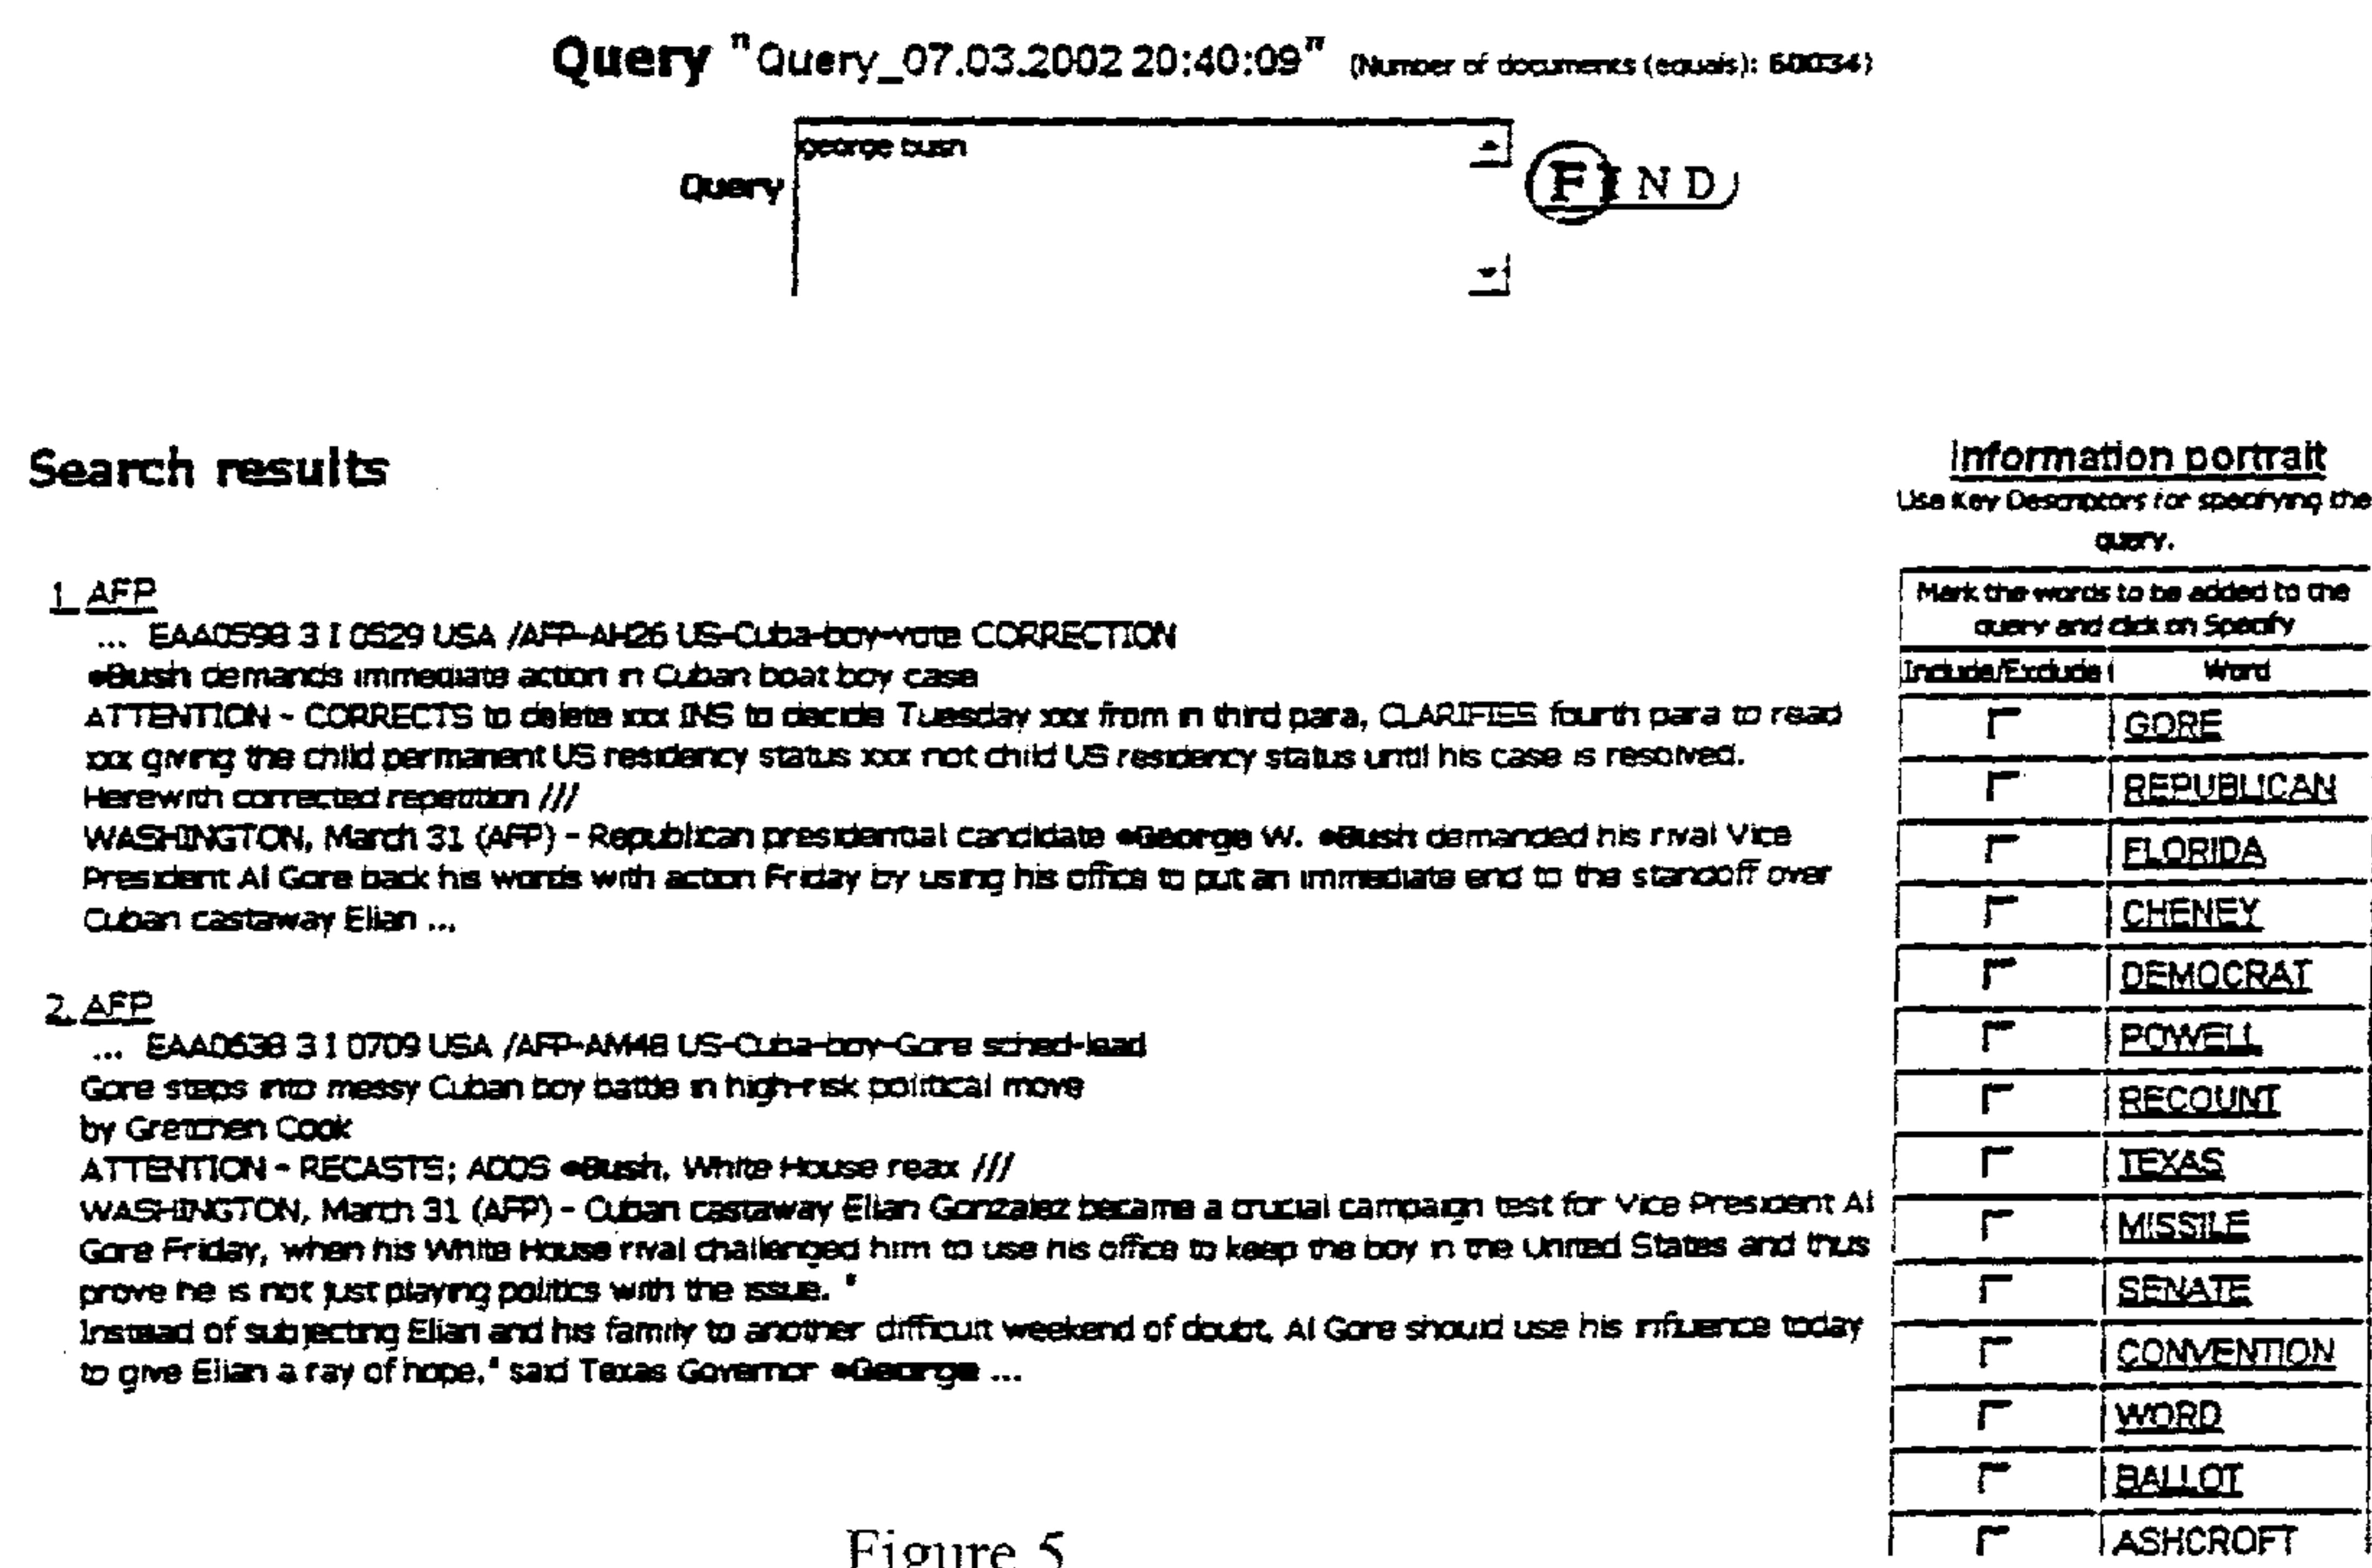 Query "Query_07.03.2002 20:40:09" (Number of documents (equals): 60034)
george bush
Query
FIND
Search results
1. AFP
... EAA0598 3 I 0529 USA /AFP-AH26 US-Cuba-boy-vote CORRECTION
•Bush demands immediate action in Cuban boat boy case
ATTENTION - CORRECTS to delete xxx INS to decide Tuesday xxx from in third para, CLARIFIES fourth para to read
xxx giving the child permanent US residency status xxx not child US residency status until his case is resolved.
Herewith corrected repetition ///
WASHINGTON, March 31 (AFP) - Republican presidential candidate •George W. •Bush demanded his rival Vice
President Al Gore back his words with action Friday by using his office to put an immediate end to the standoff over
Cuban castaway Elian ...
2. AFP
... EAA0638 3 I 0709 USA /AFP-AM48 US-Cuba-boy-Gore sched-lead
Gore steps into messy Cuban boy battle in high-risk political move
by Gretchen Cook
ATTENTION - RECASTS; ADDS •Bush, White House reax ///
WASHINGTON, March 31 (AFP) - Cuban castaway Elian Gonzalez became a crucial campaign test for Vice President Al
Gore Friday, when his White House rival challenged him to use his office to keep the boy in the United States and thus
prove he is not just playing politics with the issue. "
Instead of subjecting Elian and his family to another difficult weekend of doubt, Al Gore should use his influence today
to give Elian a ray of hope," said Texas Governor •George ...
Information portrait
Use Key Descriptors for specifying the
query.
Mark the words to be added to the
query and click on Specify
Include/Exclude Word
GORE
REPUBLICAN
FLORIDA
CHENEY
DEMOCRAT
POWELL
RECOUNT
TEXAS
MISSILE
SENATE
CONVENTION
WORD
BALLOT
ASHCROFT
Figure 5